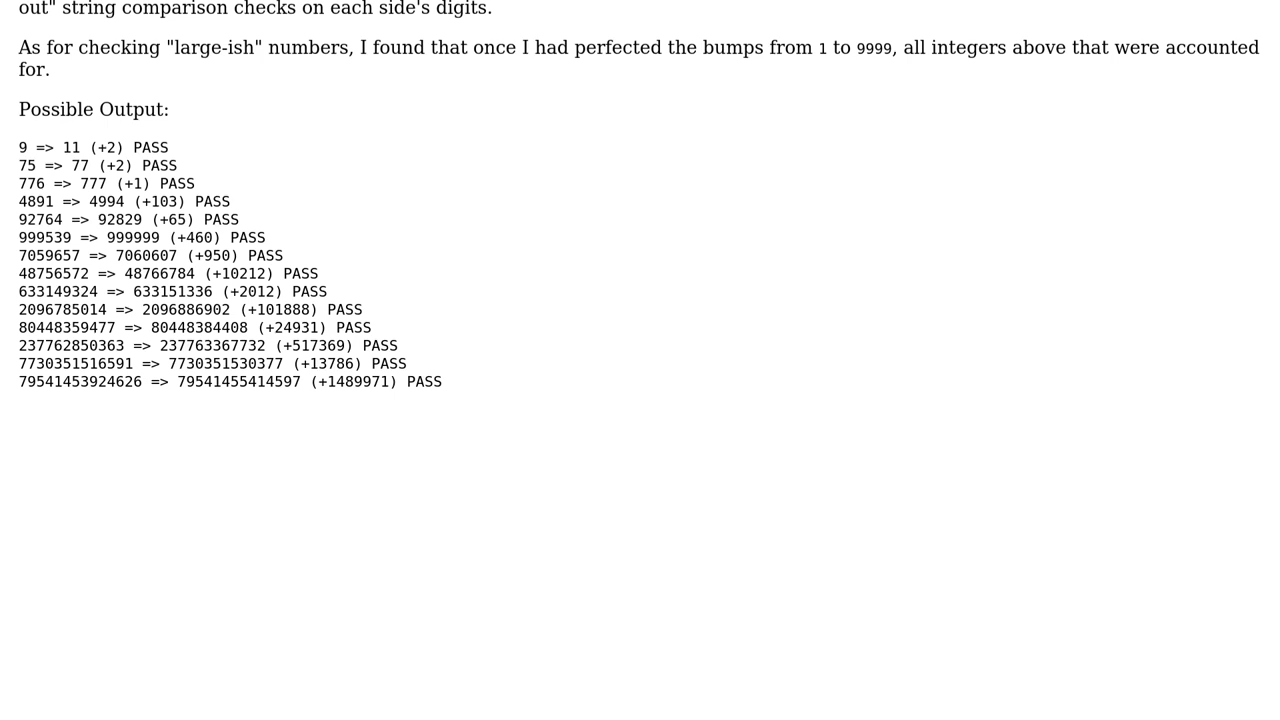 out" string comparison checks on each side's digits.
As for checking "large-ish" numbers, I found that once I had perfected the bumps from 1 to 9999, all integers above that were accounted
for.
Possible Output:
9 => 11 (+2) PASS
75 => 77 (+2) PASS
776 => 777 (+1) PASS
4891 => 4994 (+103) PASS
92764 => 92829 (+65) PASS
999539 => 999999 (+460) PASS
7059657 => 7060607 (+950) PASS
48756572 => 48766784 (+10212) PASS
633149324 => 633151336 (+2012) PASS
2096785014 => 2096886902 (+101888) PASS
80448359477 => 80448384408 (+24931) PASS
237762850363 => 237763367732 (+517369) PASS
7730351516591 => 7730351530377 (+13786) PASS
79541453924626 => 79541455414597 (+1489971) PASS